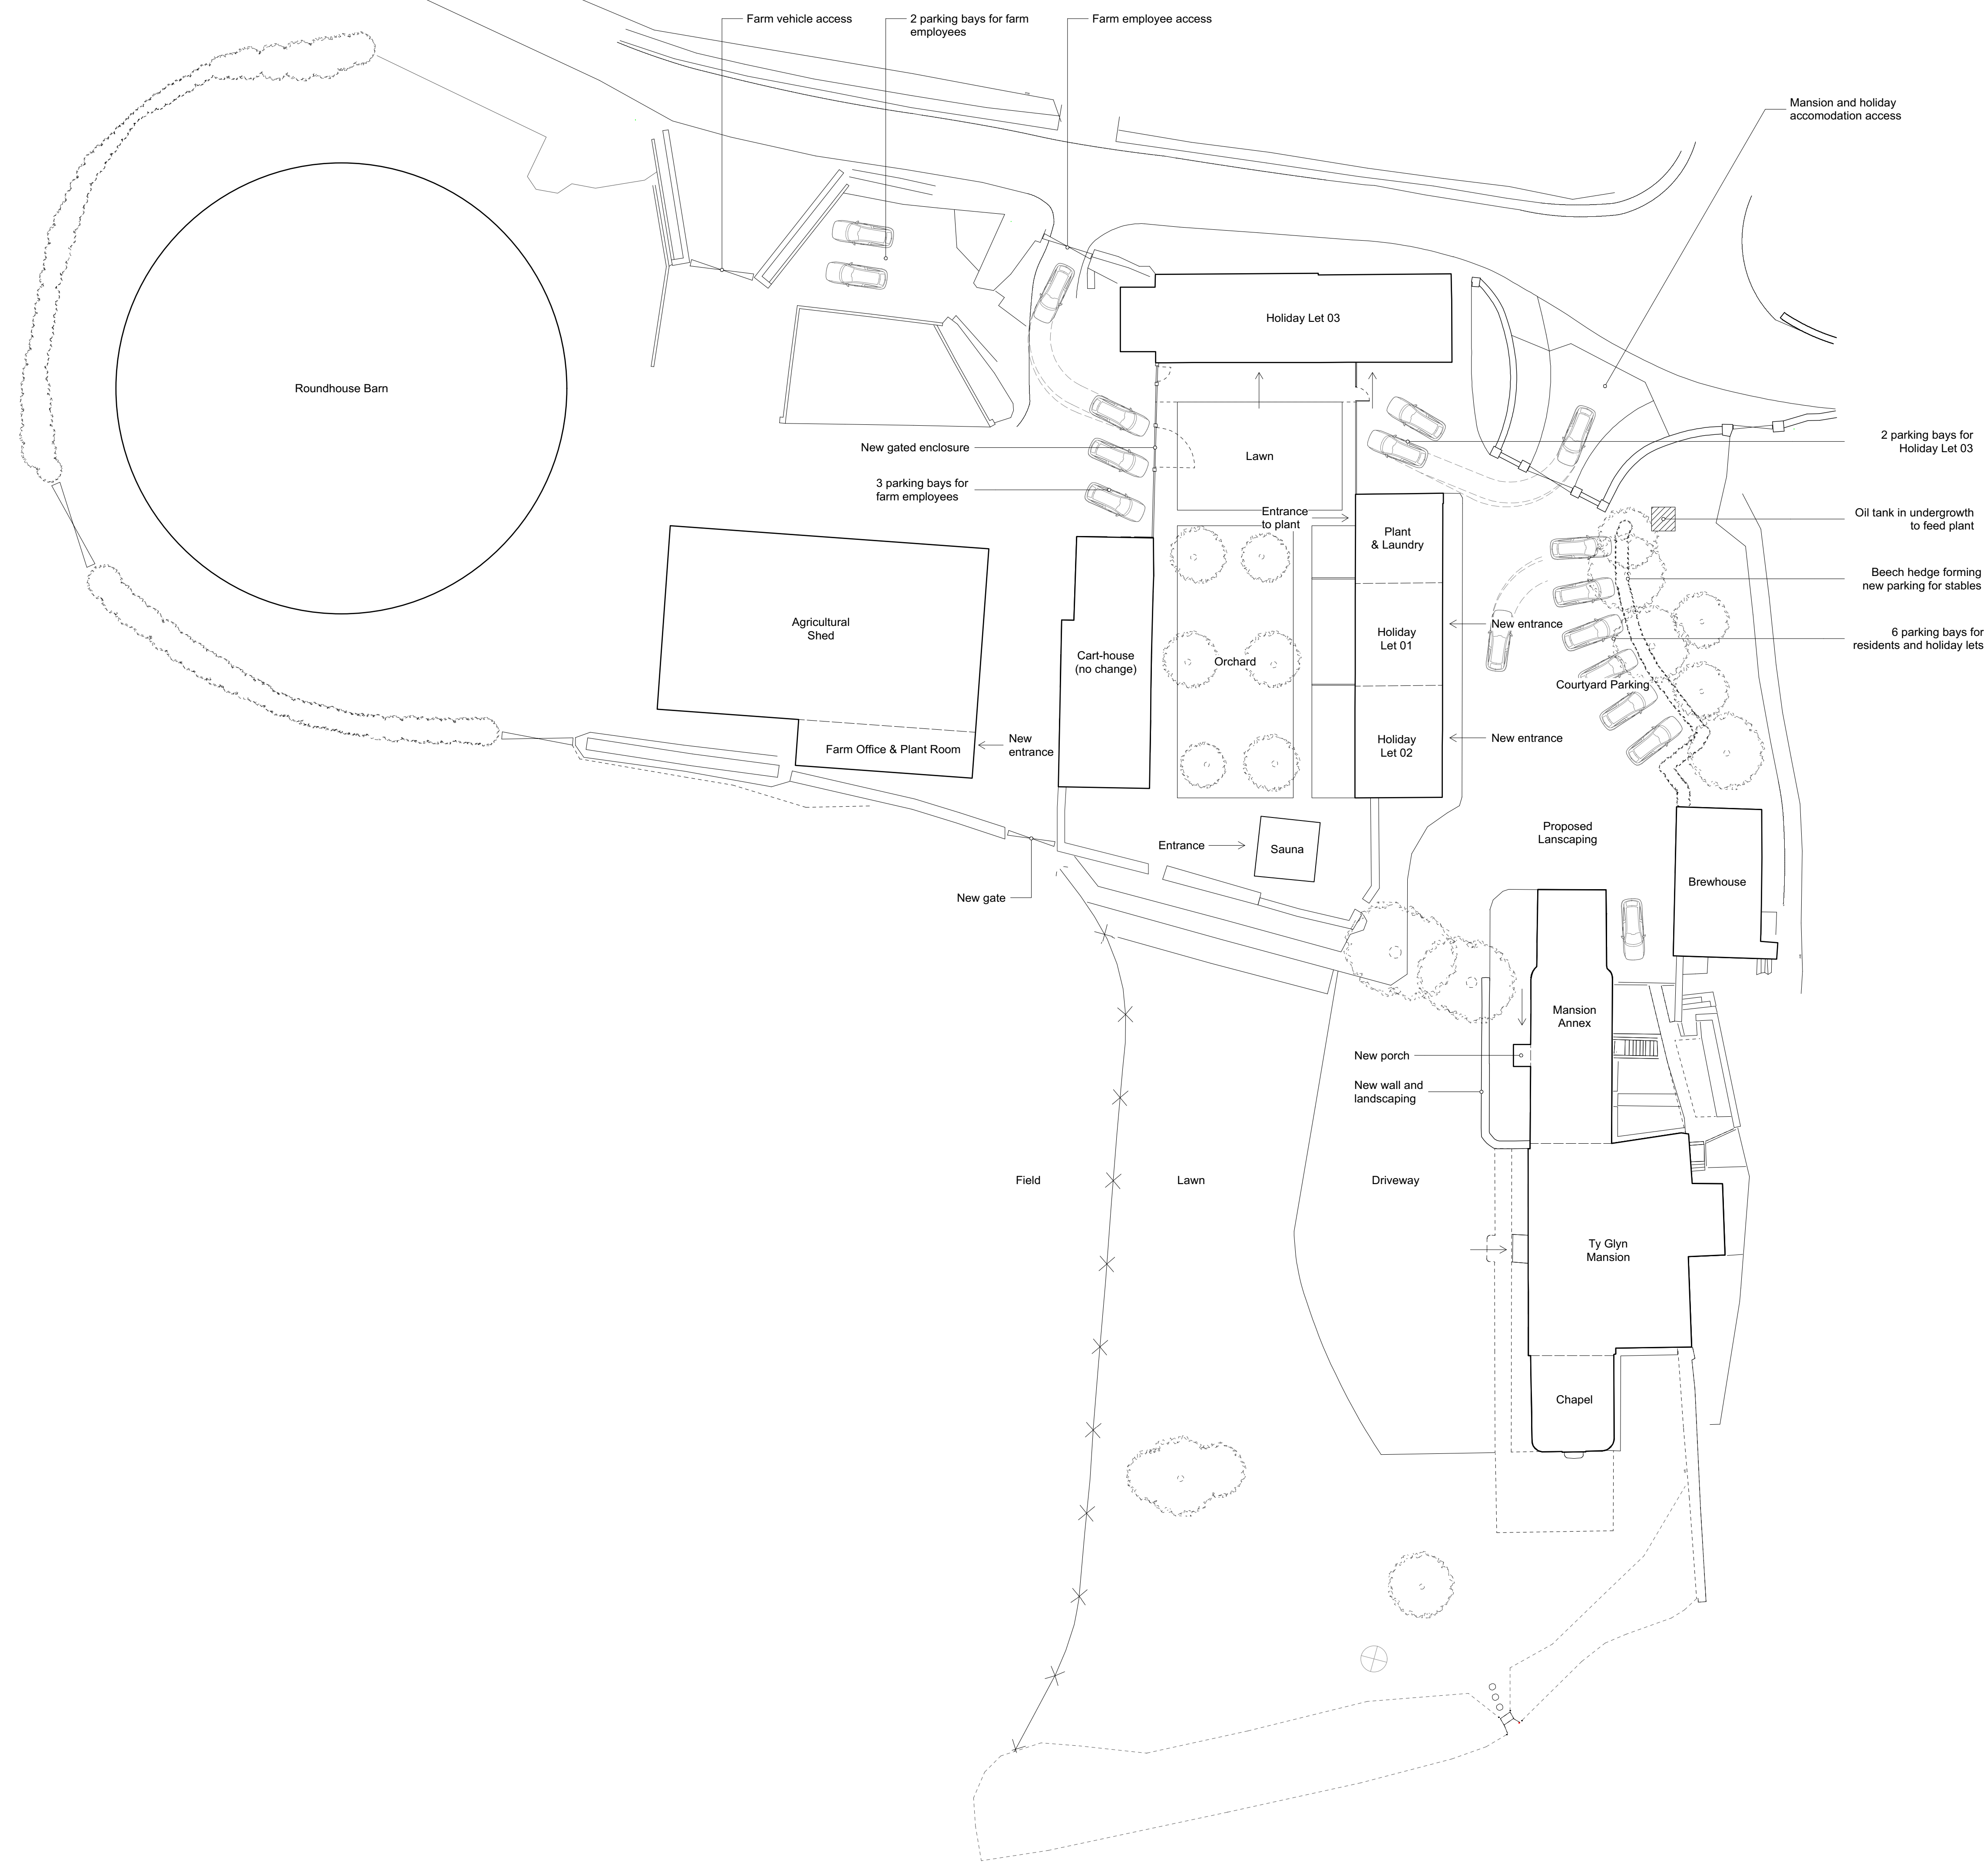 Farm vehicle access
2 parking bays for farm
employees
Farm employee access
Mansion and holiday
accomodation access
Holiday Let 03
Roundhouse Barn
New gated enclosure
Lawn
2 parking bays for
Holiday Let 03
3 parking bays for
farm employees
Entrance
to plant
Oil tank in undergrowth
to feed plant
Plant
& Laundry
Beech hedge forming
new parking for stables
Agricultural
Shed
New entrance
Holiday
Let 01
6 parking bays for
residents and holiday lets
Cart-house
(no change)
Orchard
Courtyard Parking
Farm Office & Plant Room
New
entrance
Holiday
Let 02
New entrance
Proposed
Lanscaping
Entrance
Sauna
Brewhouse
New gate
Mansion
Annex
New porch
New wall and
landscaping
Field
Lawn
Driveway
Ty Glyn
Mansion
Chapel